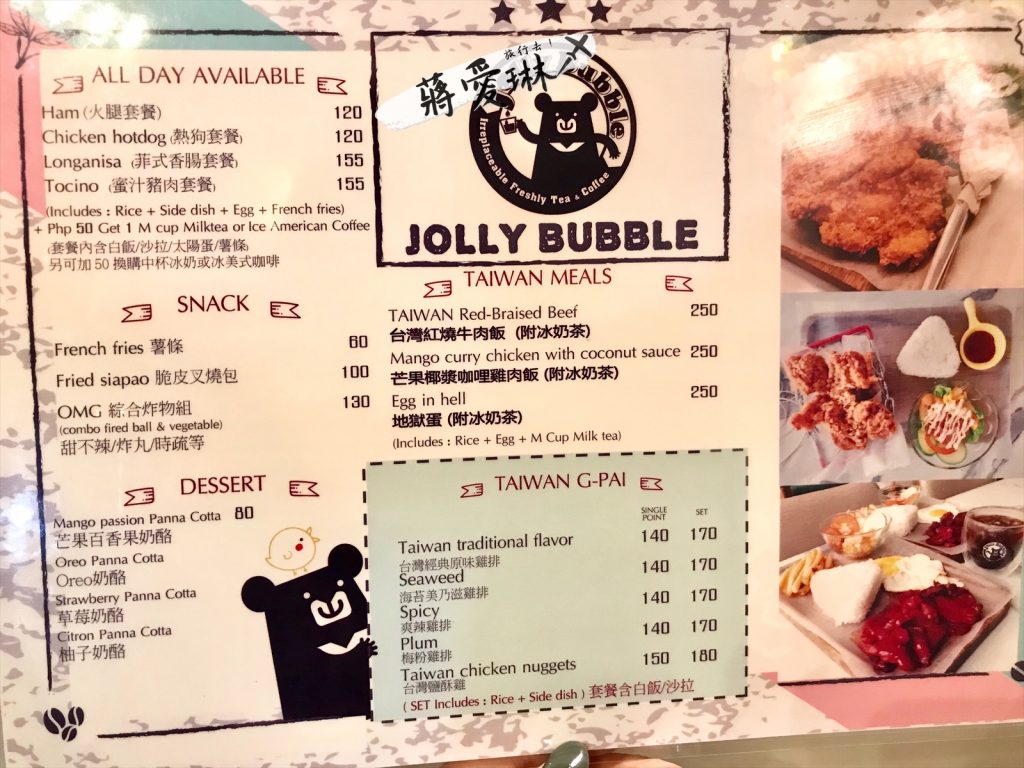 ALL DAY AVAILABLE
Ham (火腿套餐) 120
Chicken hotdog (熱狗套餐) 120
Longanisa (菲式香腸套餐) 155
Tocino (蜜汁豬肉套餐) 155
(Includes : Rice + Side dish + Egg + French fries)
+ Php 50 Get 1 M cup Milktea or Ice American Coffee
(套餐內含白飯/沙拉/太陽蛋/薯條)
另可加 50 換購中杯冰奶或冰美式咖啡
SNACK
French fries 薯條 60
Fried siapao 脆皮叉燒包 100
OMG 綜合炸物組 130
(combo fired ball & vegetable)
甜不辣/炸丸/時蔬等
DESSERT
Mango passion Panna Cotta 80
芒果百香果奶酪
Oreo Panna Cotta
Oreo奶酪
Strawberry Panna Cotta
草莓奶酪
Citron Panna Cotta
柚子奶酪
旅行去!
蔣愛琳
Irreplaceable Freshly Tea & Coffee
JOLLY BUBBLE
TAIWAN MEALS
TAIWAN Red-Braised Beef 250
台灣紅燒牛肉飯 (附冰奶茶)
Mango curry chicken with coconut sauce 250
芒果椰漿咖哩雞肉飯 (附冰奶茶)
Egg in hell 250
地獄蛋 (附冰奶茶)
(Includes : Rice + Egg + M Cup Milk tea)
TAIWAN G-PAI
SINGLE POINT SET
Taiwan traditional flavor 140 170
台灣經典原味雞排
Seaweed 140 170
海苔美乃滋雞排
Spicy 140 170
爽辣雞排
Plum 140 170
梅粉雞排
Taiwan chicken nuggets 150 180
台灣鹽酥雞
( SET Includes : Rice + Side dish ) 套餐含白飯/沙拉